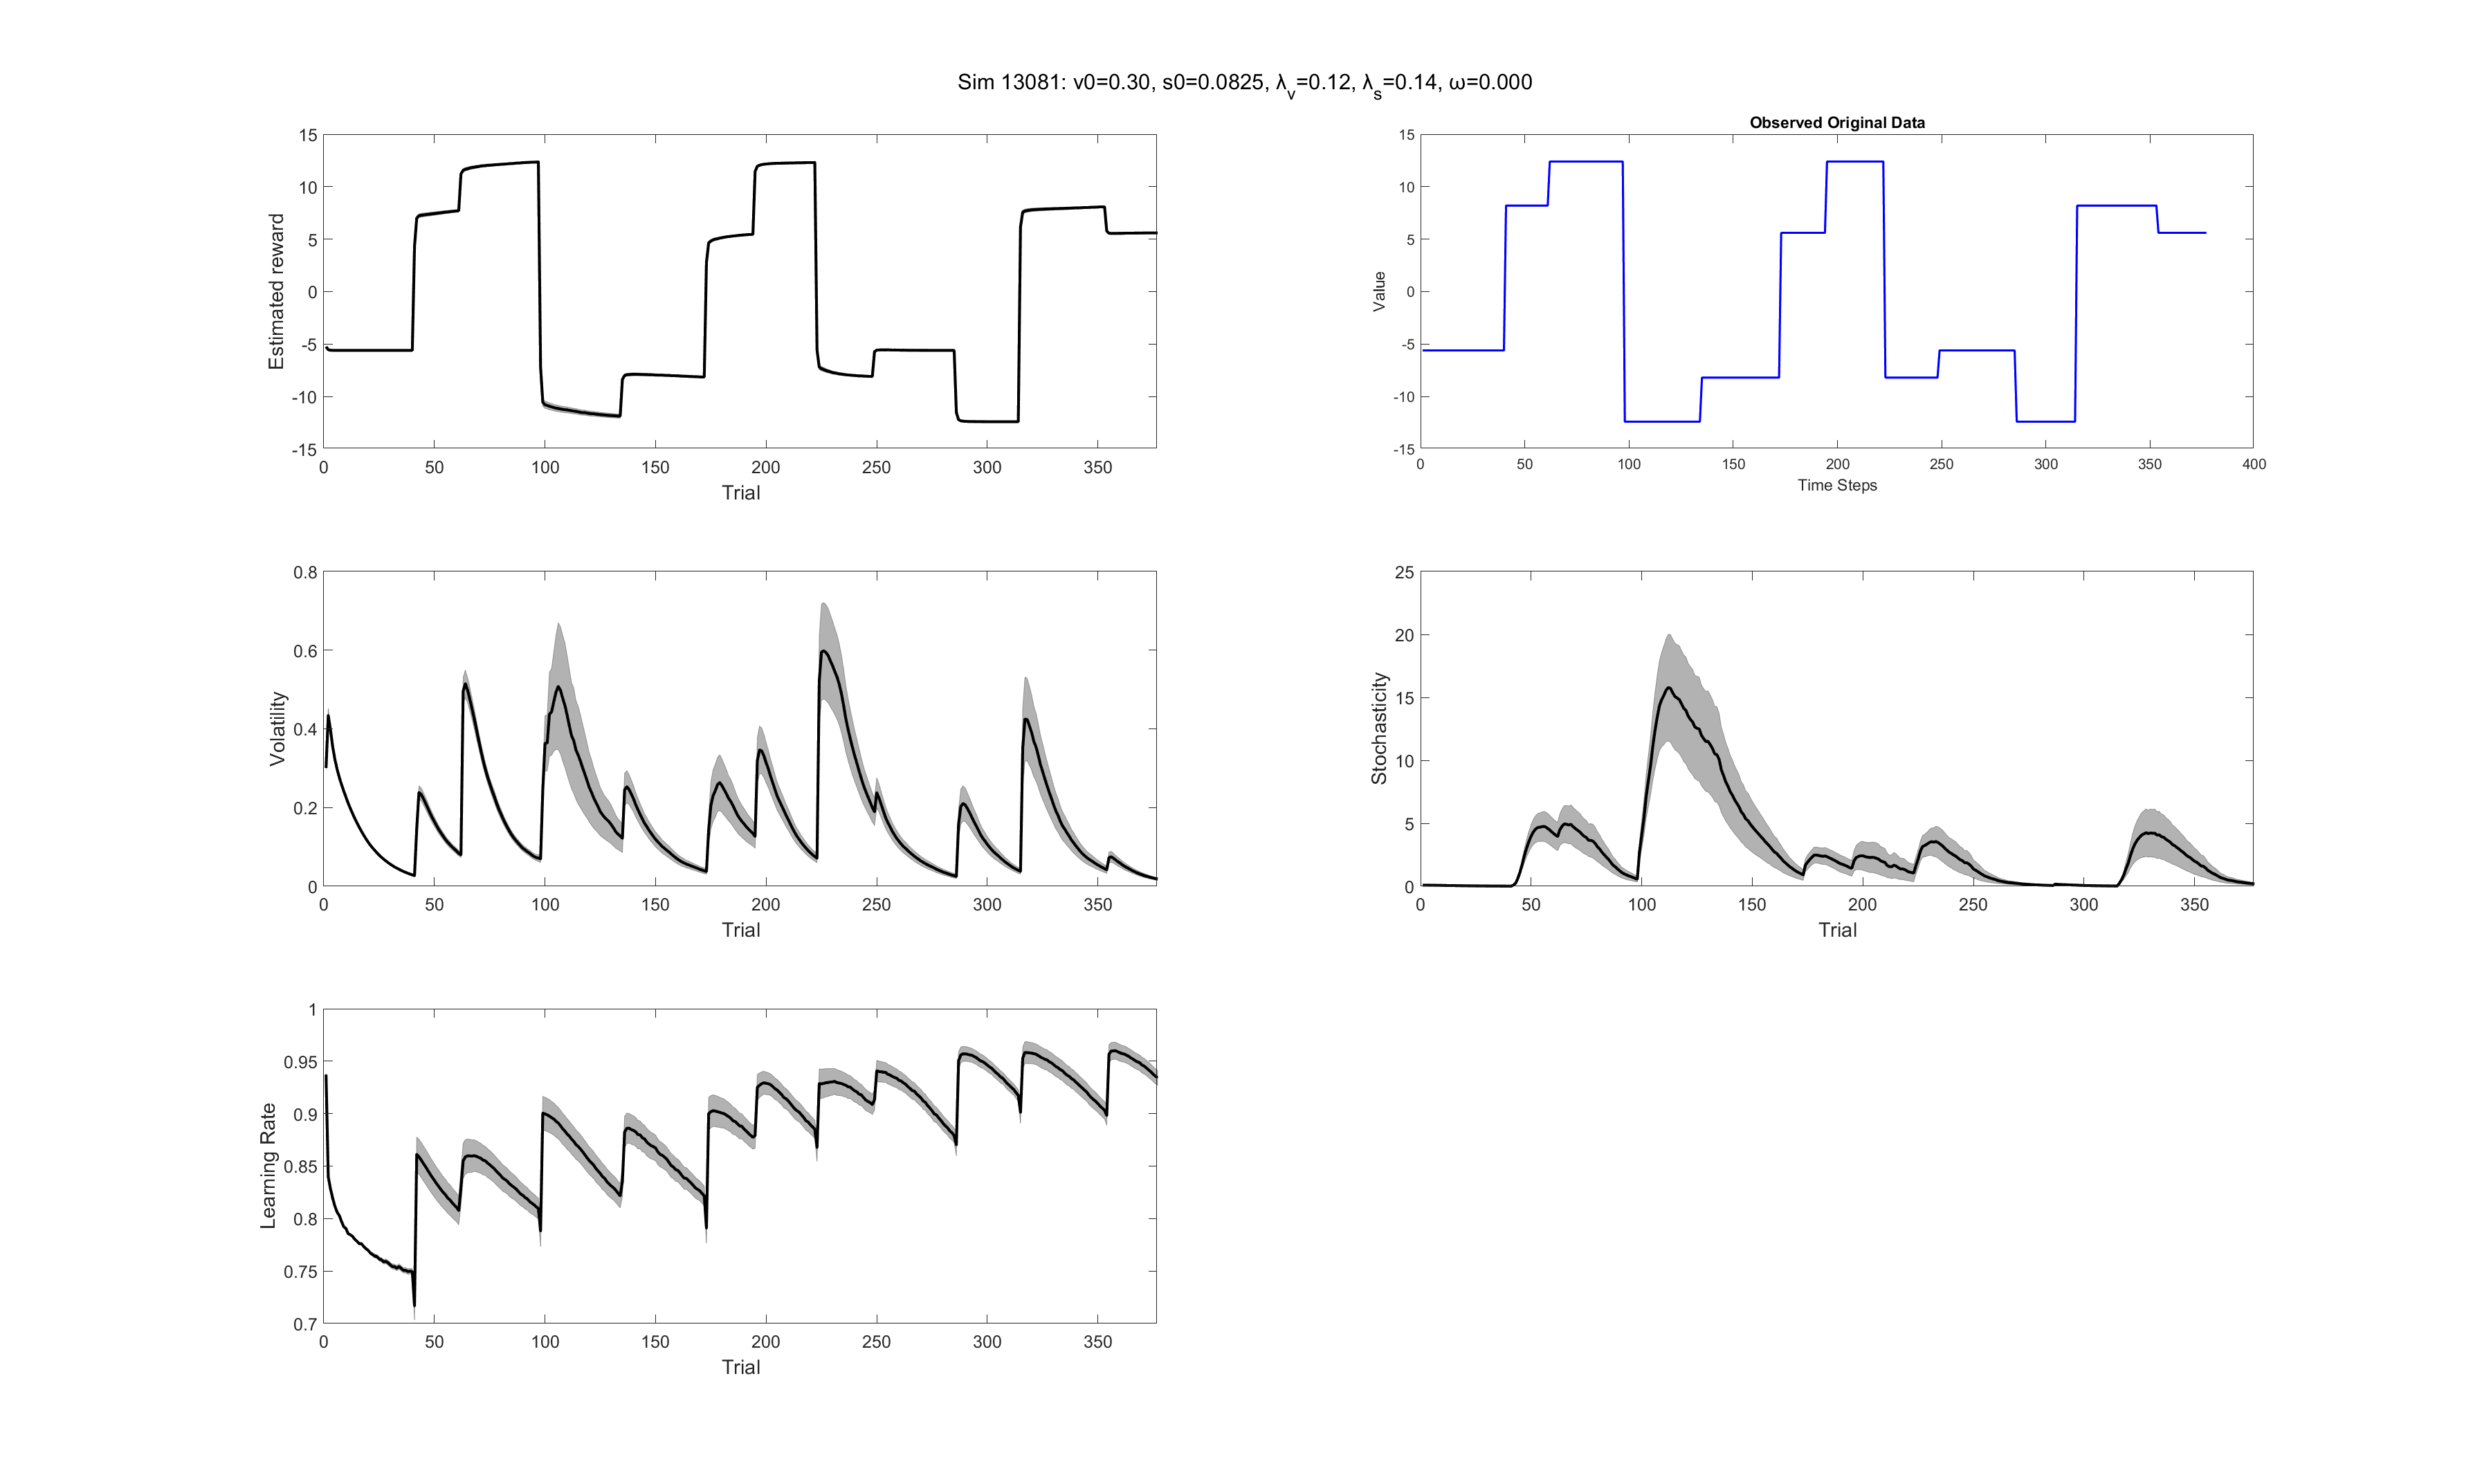 Sim 13081: v0=0.30, s0=0.0825, λ_v=0.12, λ_s=0.14, ω=0.000
15
10
5
0
-5
-10
-15
0 50 100 150 200 250 300 350
Estimated reward
Trial
Observed Original Data
15
10
5
0
-5
-10
-15
0 50 100 150 200 250 300 350 400
Value
Time Steps
0.8
0.6
0.4
0.2
0
0 50 100 150 200 250 300 350
Volatility
Trial
25
20
15
10
5
0
0 50 100 150 200 250 300 350
Stochasticity
Trial
1
0.95
0.9
0.85
0.8
0.75
0.7
0 50 100 150 200 250 300 350
Learning Rate
Trial